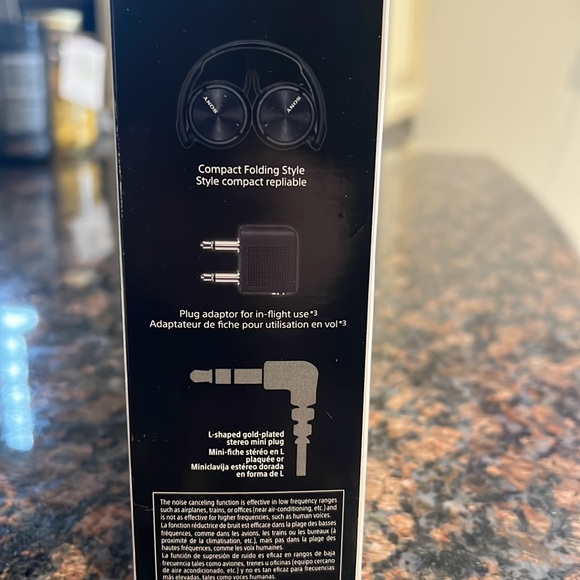 SONY SONY
Compact Folding Style
Style compact repliable
Plug adaptor for in-flight use*3
Adaptateur de fiche pour utilisation en vol*3
L-shaped gold-plated
stereo mini plug
Mini-fiche stéréo en L
plaquée or
Miniclavija estéreo dorada
en forma de L
The noise canceling function is effective in low frequency ranges
such as airplanes, trains, or offices (near air-conditioning, etc.) and
is not as effective for higher frequencies, such as human voices.
La fonction réductrice de bruit est efficace dans la plage des basses
fréquences, comme dans les avions, les trains ou les bureaux (à
proximité de la climatisation, etc.), mais pas dans la plage des
hautes fréquences, comme les voix humaines.
La función de supresión de ruido es eficaz en rangos de baja
frecuencia tales como aviones, trenes u oficinas (equipo cercano
de aire acondicionado, etc.) y no es tan eficaz para frecuencias
más elevadas, tales como voces humanas.